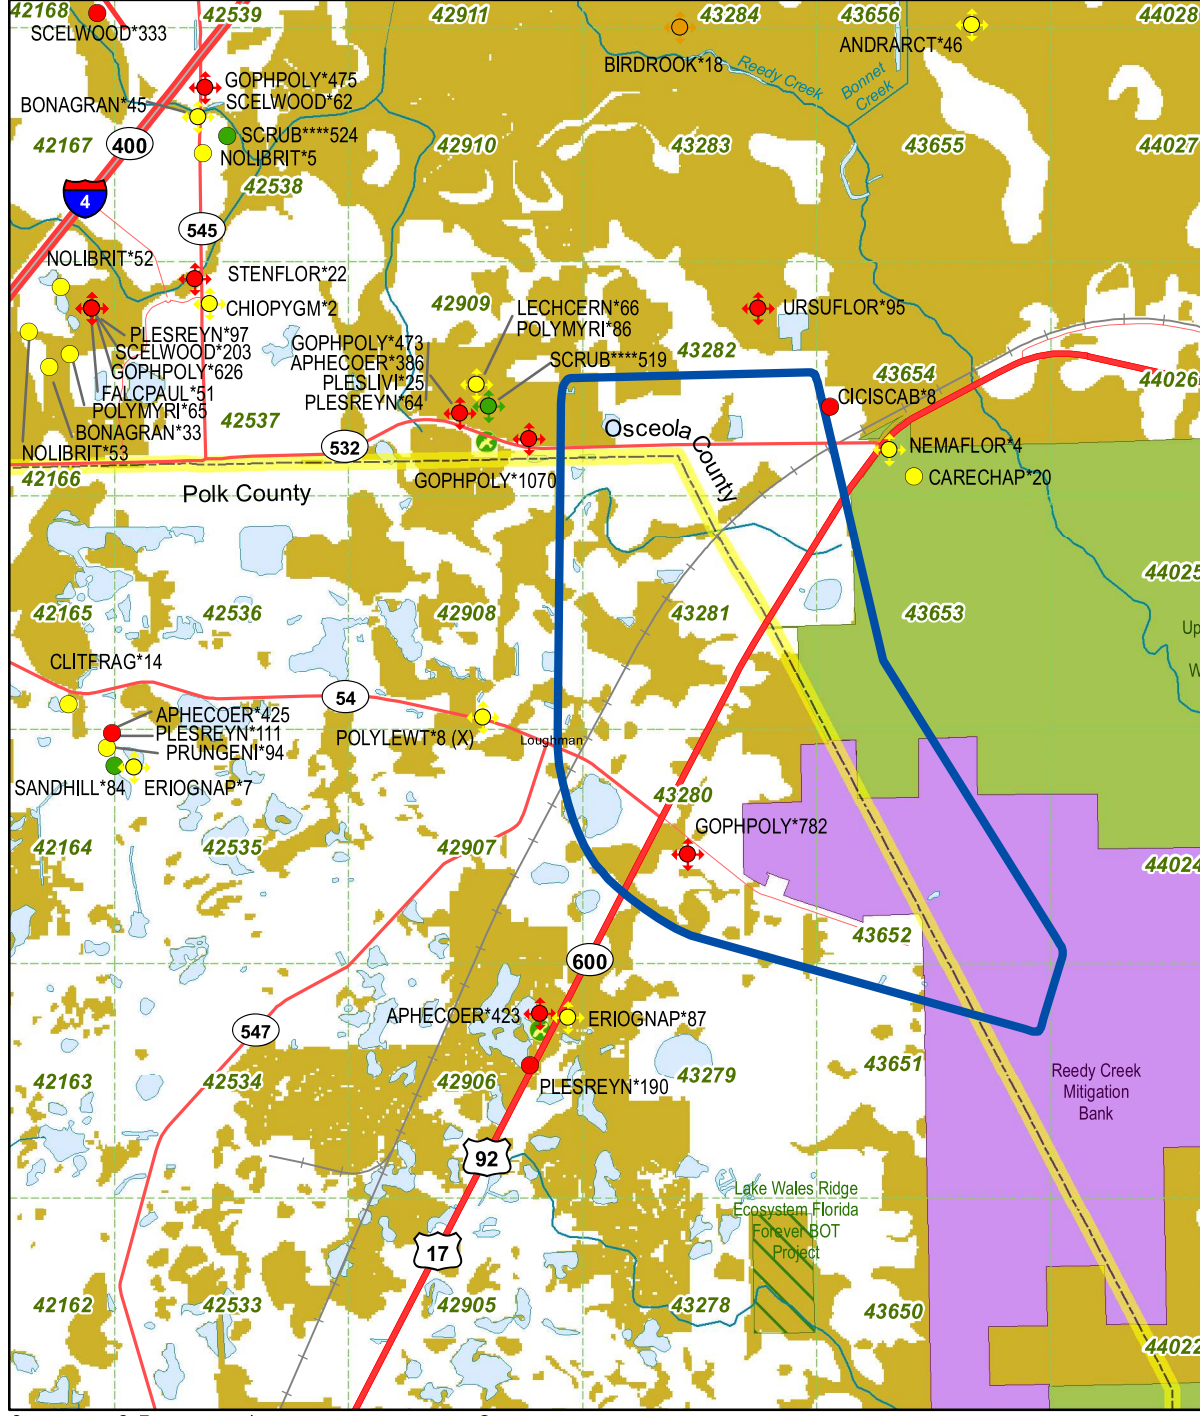 42168
42539
42911
43284
43656
44028
SCELWOOD*333
ANDRARCT*46
BIRDROOK*18
Reedy Creek
Bonnet
Creek
GOPHPOLY*475
SCELWOOD*62
BONAGRAN*45
SCRUB****524
NOLIBRIT*5
42167
400
42910
43283
43655
44027
42538
4
545
NOLIBRIT*52
STENFLOR*22
CHIOPYGM*2
42909
LECHCERN*66
POLYMYRI*86
URSUFLOR*95
PLESREYN*97
SCELWOOD*203
GOPHPOLY*626
FALCPAUL*51
POLYMYRI*65
BONAGRAN*33
NOLIBRIT*53
GOPHPOLY*473
APHECOER*386
PLESLIVI*25
PLESREYN*64
SCRUB****519
43282
43654
44026
CICISCAB*8
42537
532
Osceola County
NEMAFLOR*4
CARECHAP*20
42166
Polk County
GOPHPOLY*1070
44025
42165
42536
42908
43281
43653
Up
W
CLITFRAG*14
54
APHECOER*425
PLESREYN*111
PRUNGENI*94
SANDHILL*84
ERIOGNAP*7
POLYLEWT*8 (X)
Loughman
43280
GOPHPOLY*782
42164
42535
42907
44024
43652
600
547
APHECOER*423
ERIOGNAP*87
42163
42534
42906
43279
43651
PLESREYN*190
Reedy Creek
Mitigation
Bank
92
Lake Wales Ridge
Ecosystem Florida
Forever BOT
Project
17
42162
42533
42905
43278
43650
44022